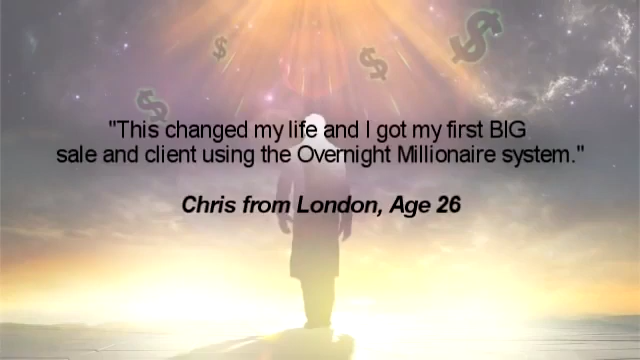 "This changed my life and I got my first BIG
sale and client using the Overnight Millionaire system."
Chris from London, Age 26